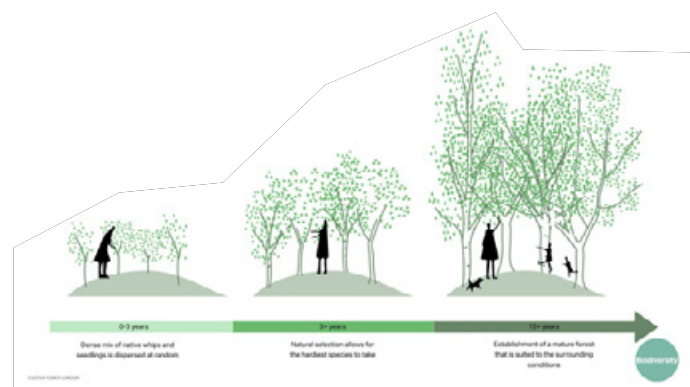 0-3 years
3+ years
10+ years
Dense mix of native whips and
seedlings is dispersed at random
Natural selection allows for
the hardiest species to take
Establishment of a mature forest
that is suited to the surrounding
conditions
Biodiversity